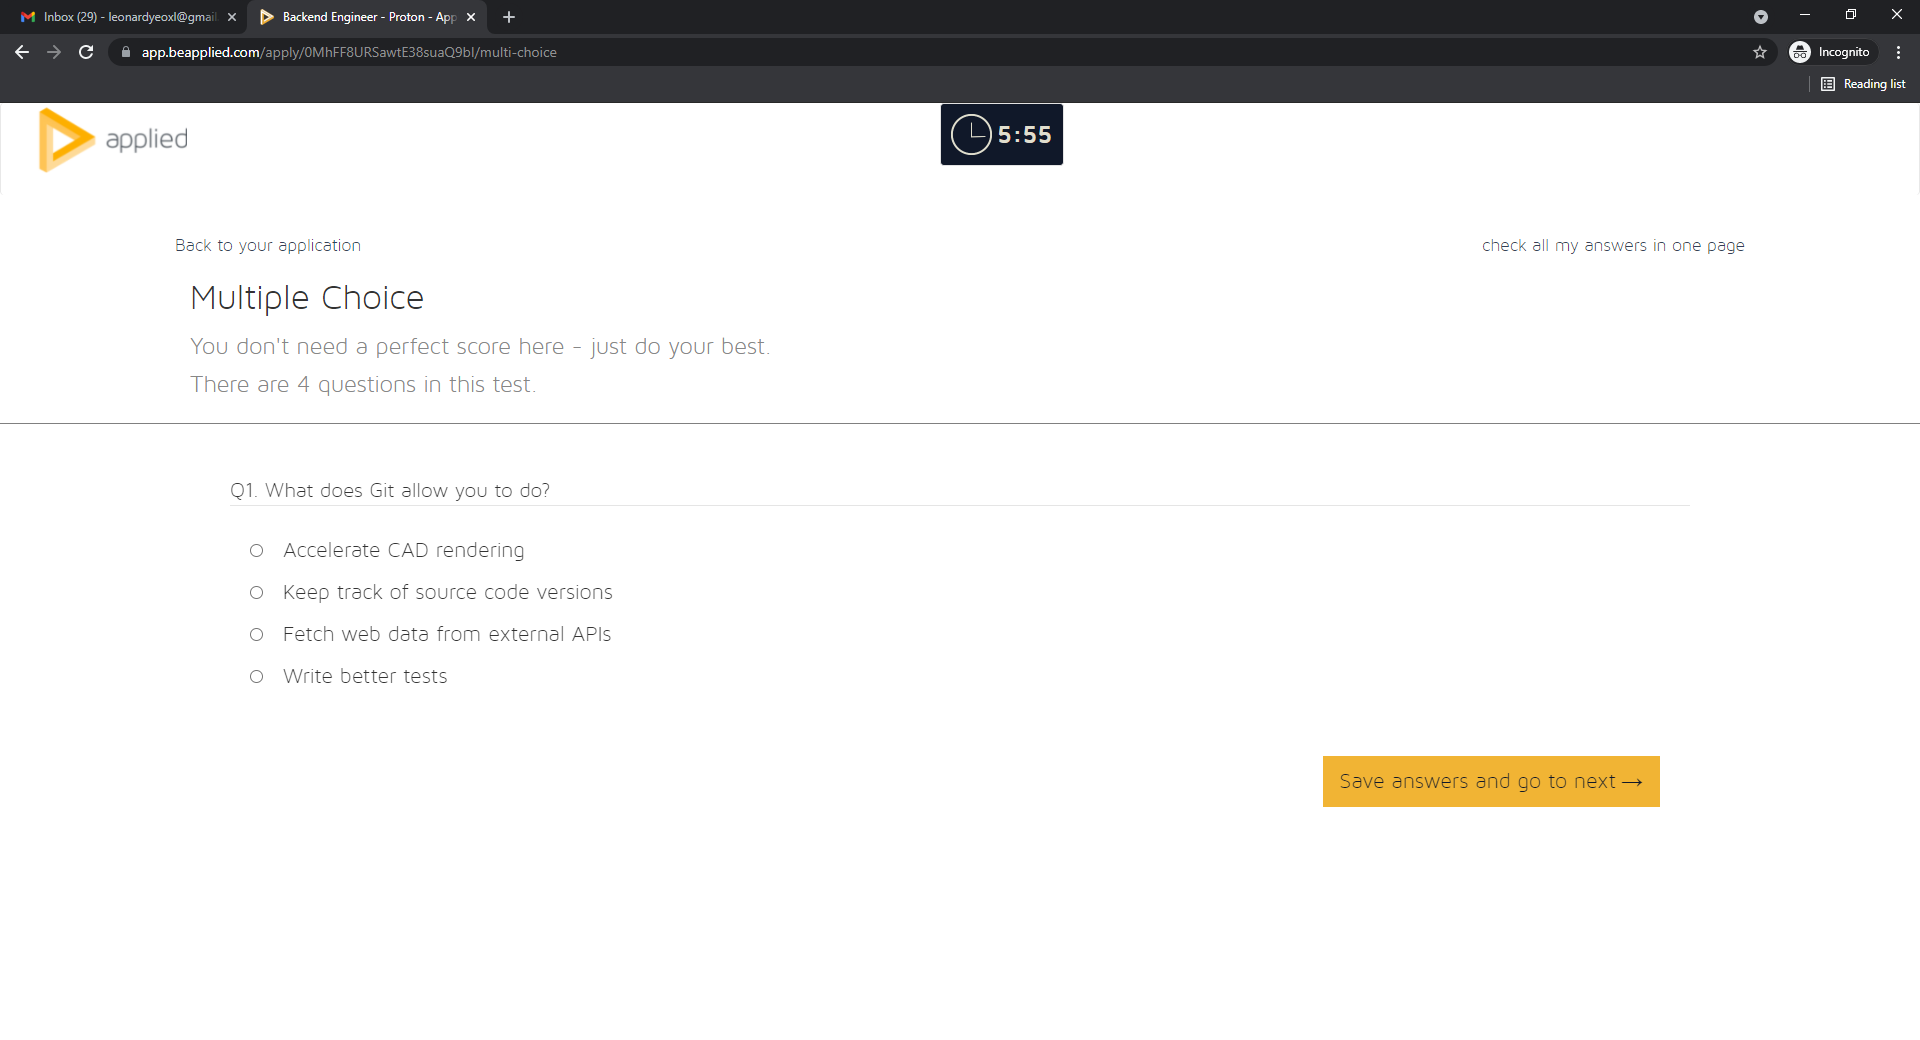 Inbox (29) - leonardyeoxl@gmail
Backend Engineer - Proton - App
app.beapplied.com/apply/0MhFF8URSawtE38suaQ9bl/multi-choice
Incognito
Reading list
applied
5:55
Back to your application
check all my answers in one page
Multiple Choice
You don't need a perfect score here - just do your best.
There are 4 questions in this test.
Q1. What does Git allow you to do?
Accelerate CAD rendering
Keep track of source code versions
Fetch web data from external APIs
Write better tests
Save answers and go to next →